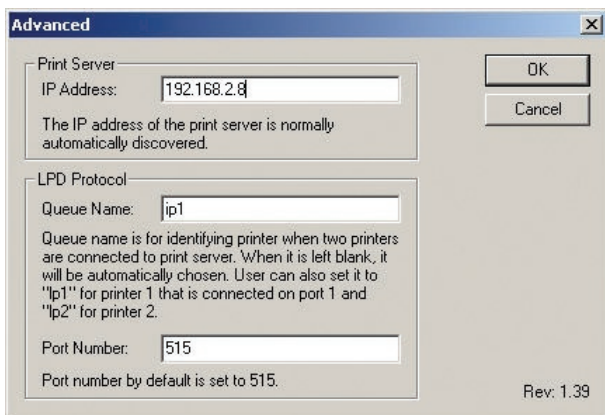 Advanced
Print Server
IP Address: 192.168.2.8
OK
Cancel
The IP address of the print server is normally
automatically discovered.
LPD Protocol
Queue Name: ip1
Queue name is for identifying printer when two printers
are connected to print server. When it is left blank, it
will be automatically chosen. User can also set it to
"lp1" for printer 1 that is connected on port 1 and
"lp2" for printer 2.
Port Number: 515
Port number by default is set to 515.
Rev: 1.39